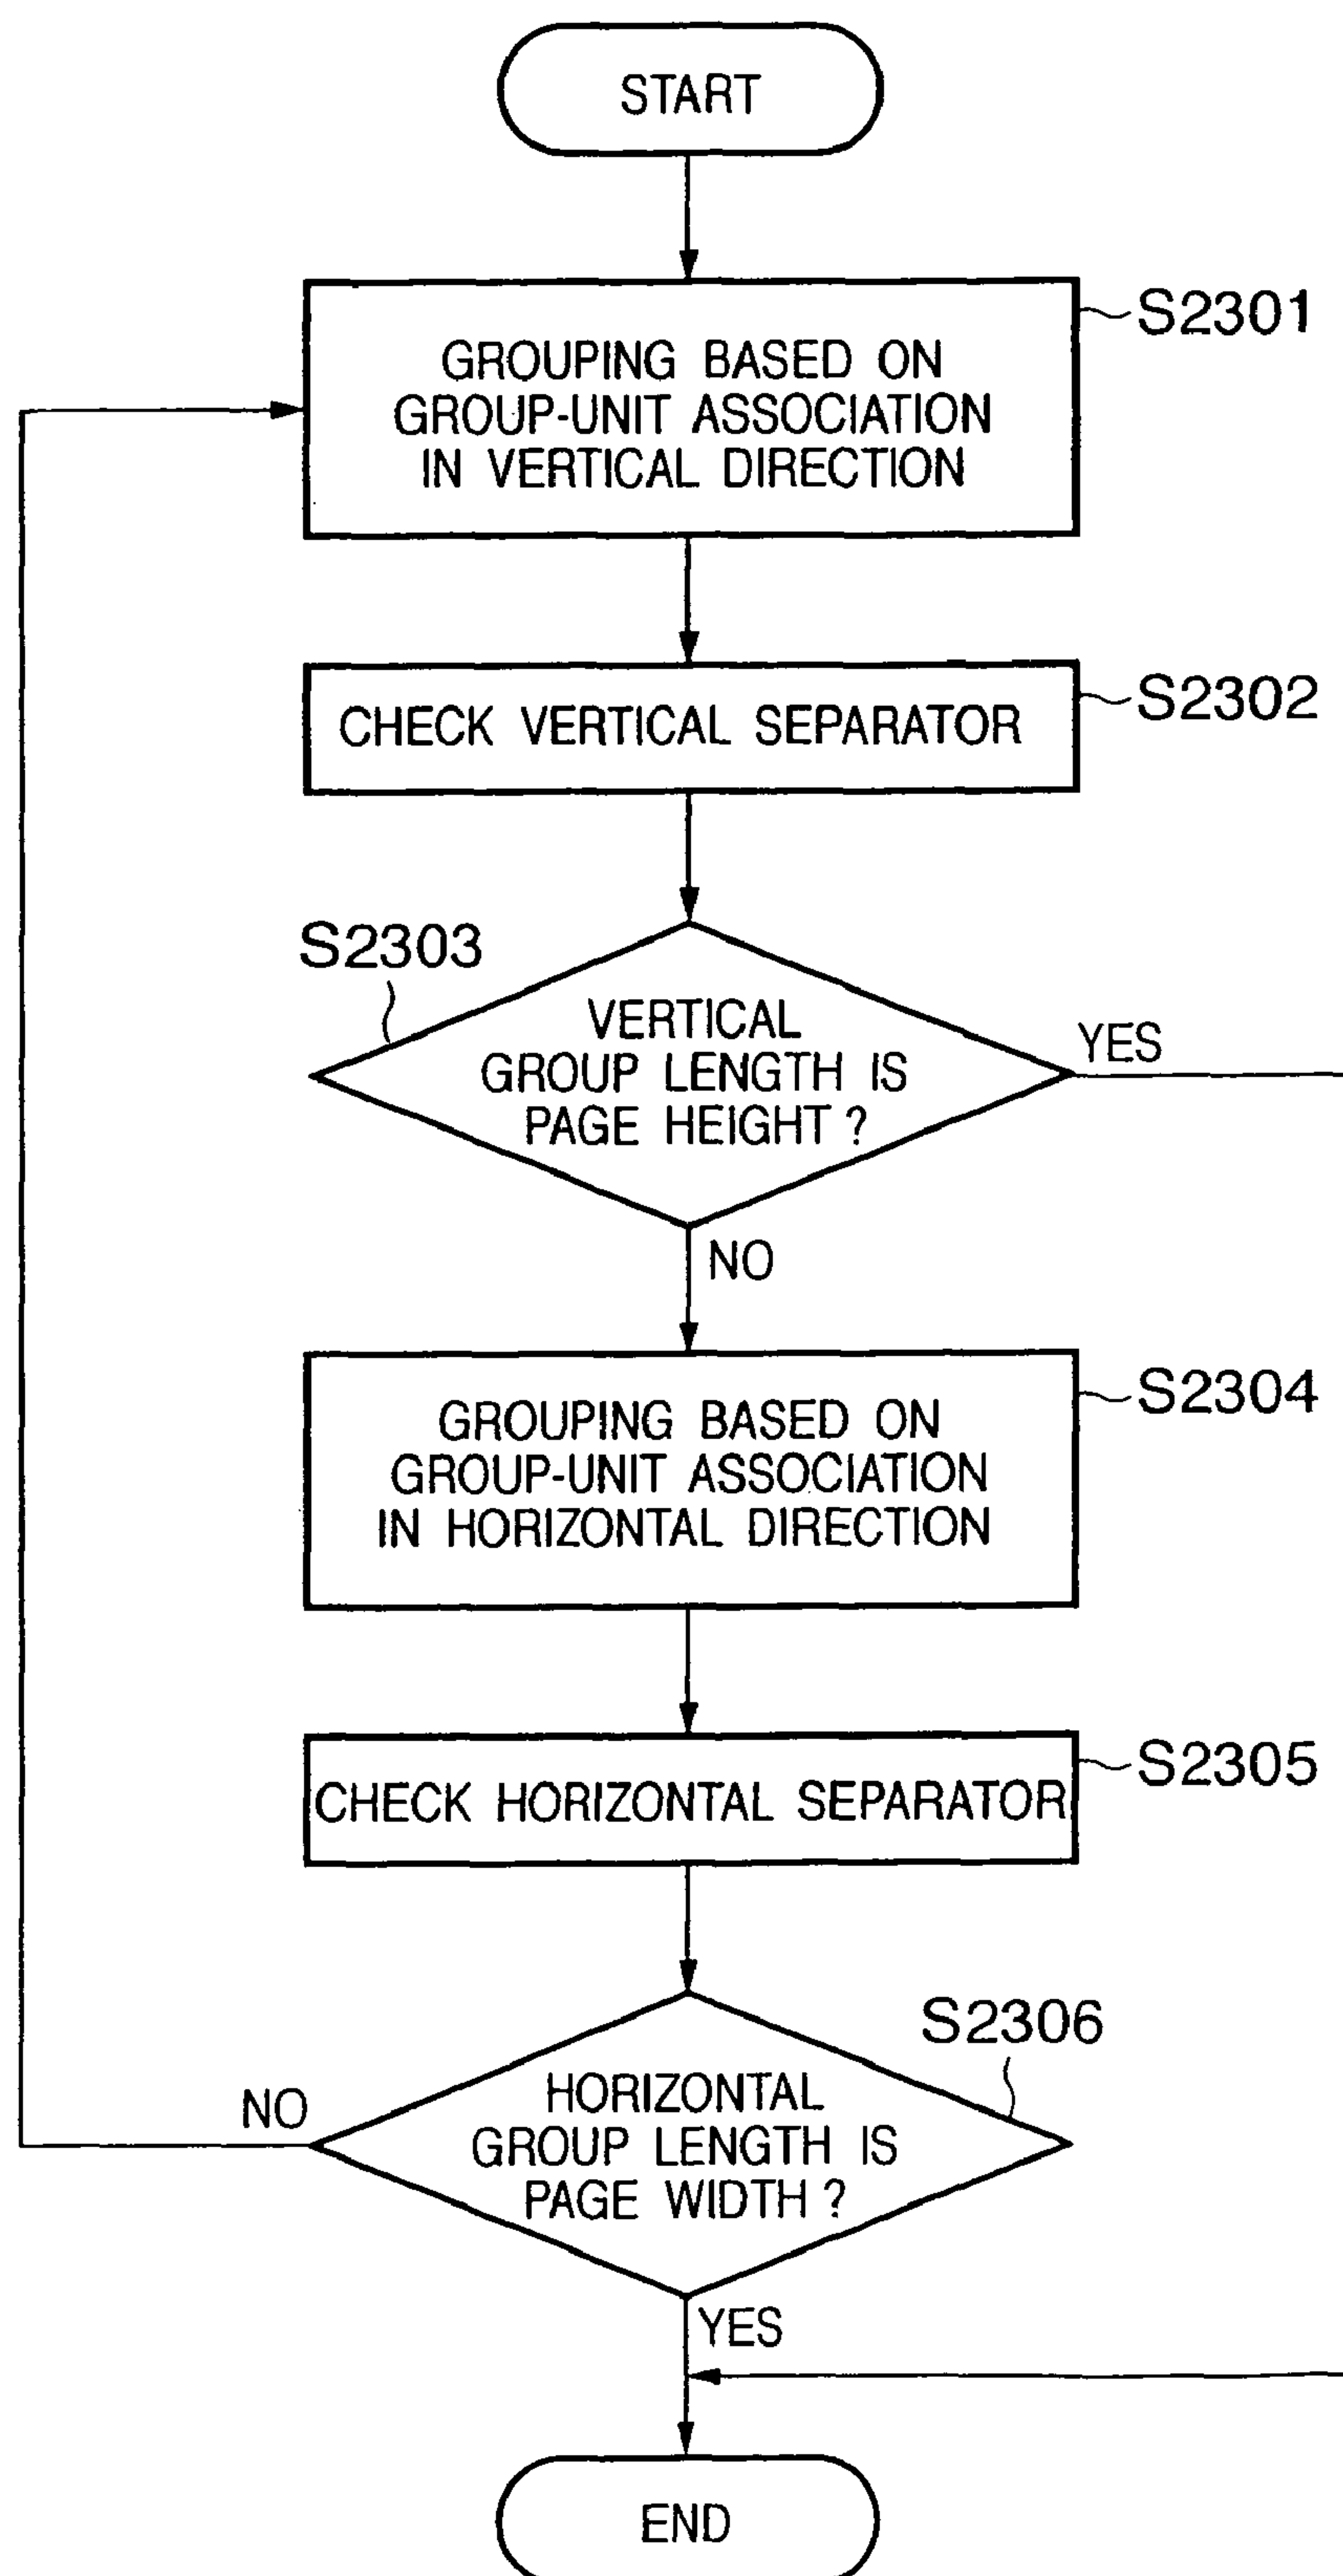 START
S2301
GROUPING BASED ON
GROUP-UNIT ASSOCIATION
IN VERTICAL DIRECTION
S2302
CHECK VERTICAL SEPARATOR
S2303
VERTICAL
GROUP LENGTH IS
PAGE HEIGHT ?
YES
NO
S2304
GROUPING BASED ON
GROUP-UNIT ASSOCIATION
IN HORIZONTAL DIRECTION
S2305
CHECK HORIZONTAL SEPARATOR
S2306
HORIZONTAL
GROUP LENGTH IS
PAGE WIDTH ?
NO
YES
END